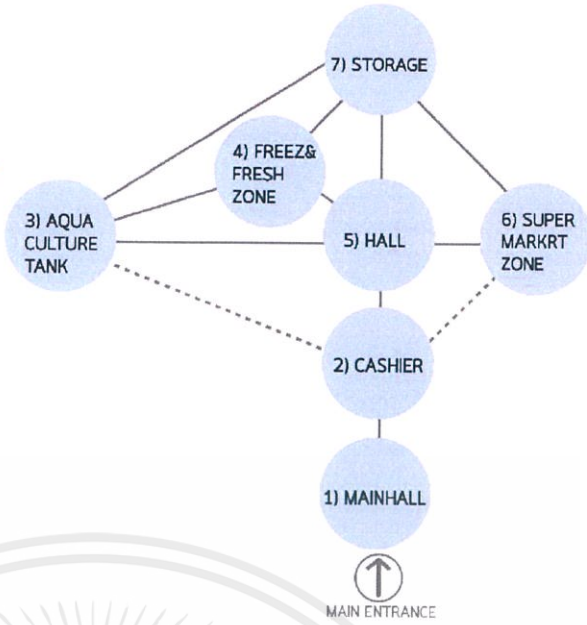 7) STORAGE
4) FREEZ&
FRESH
ZONE
3) AQUA
CULTURE
TANK
5) HALL
6) SUPER
MARKRT
ZONE
2) CASHIER
1) MAINHALL
MAIN ENTRANCE